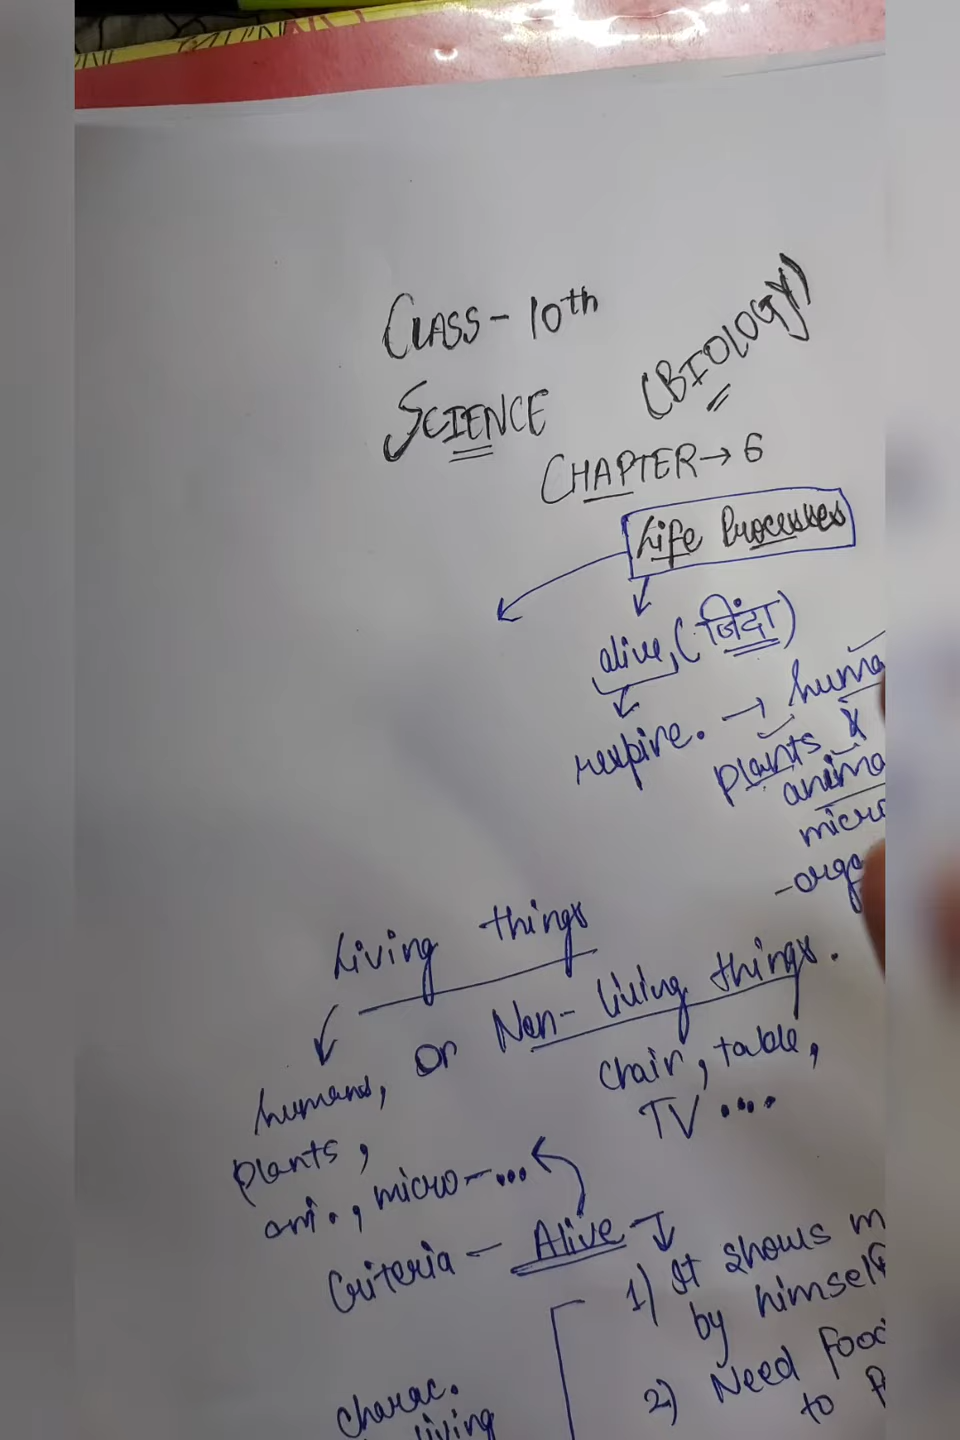 CLASS - 10th
SCIENCE (BIOLOGY)
CHAPTER → 6
Life Processes
alive, (जिंदा)
respire. → huma
plants &
anima
micro
-orga
Living things
or Non-living things.
humans,
plants,
ani., micro-...
chair, table,
TV ....
Criteria - Alive →
1) It shows m
by himself
2) Need food
to
charac.
living